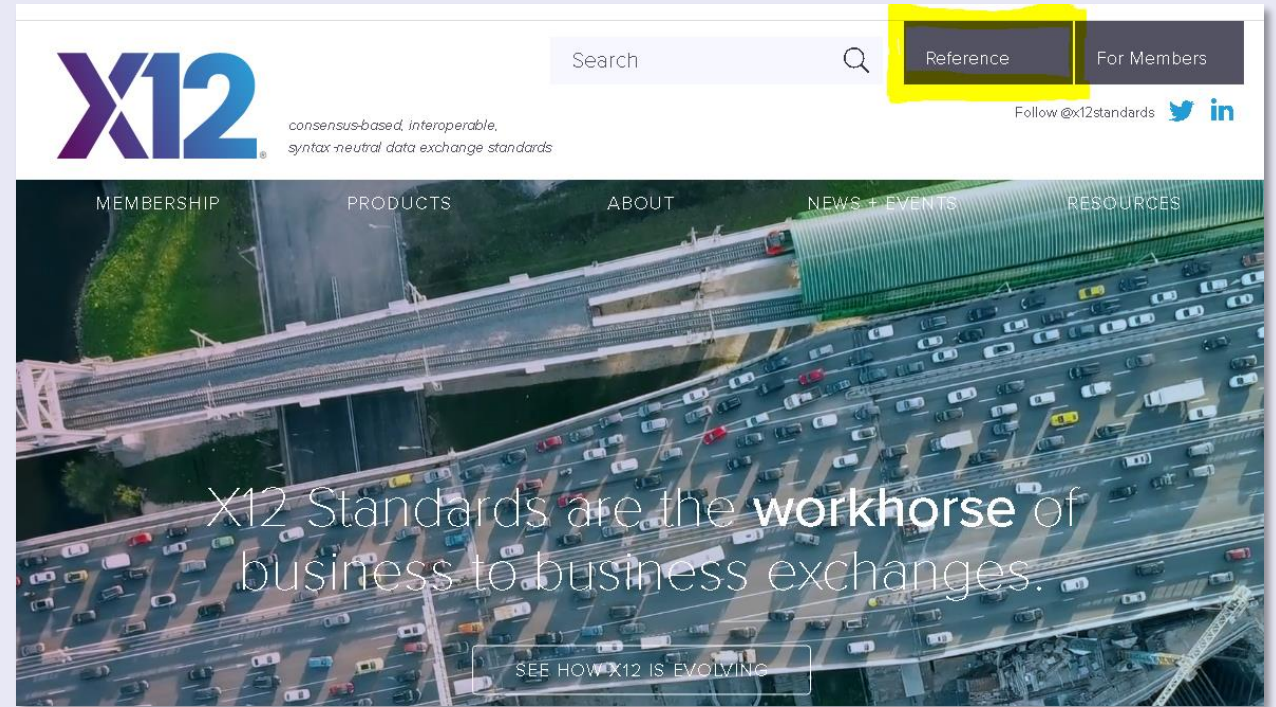 X12
®
consensus-based, interoperable,
syntax-neutral data exchange standards
Search
Reference
For Members
Follow @x12standards
in
MEMBERSHIP
PRODUCTS
ABOUT
NEWS + EVENTS
RESOURCES
X12 Standards are the workhorse of
business to business exchanges.
SEE HOW X12 IS EVOLVING